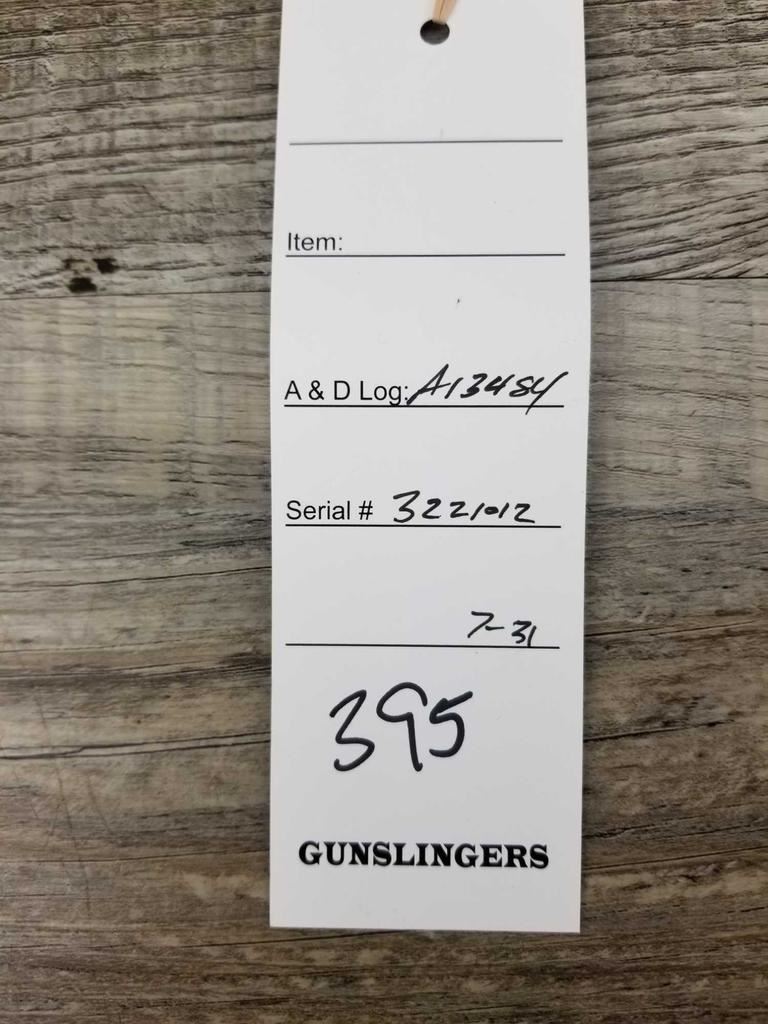 Item:
A & D Log: A13484
Serial # 3221012
7-31
395
GUNSLINGERS